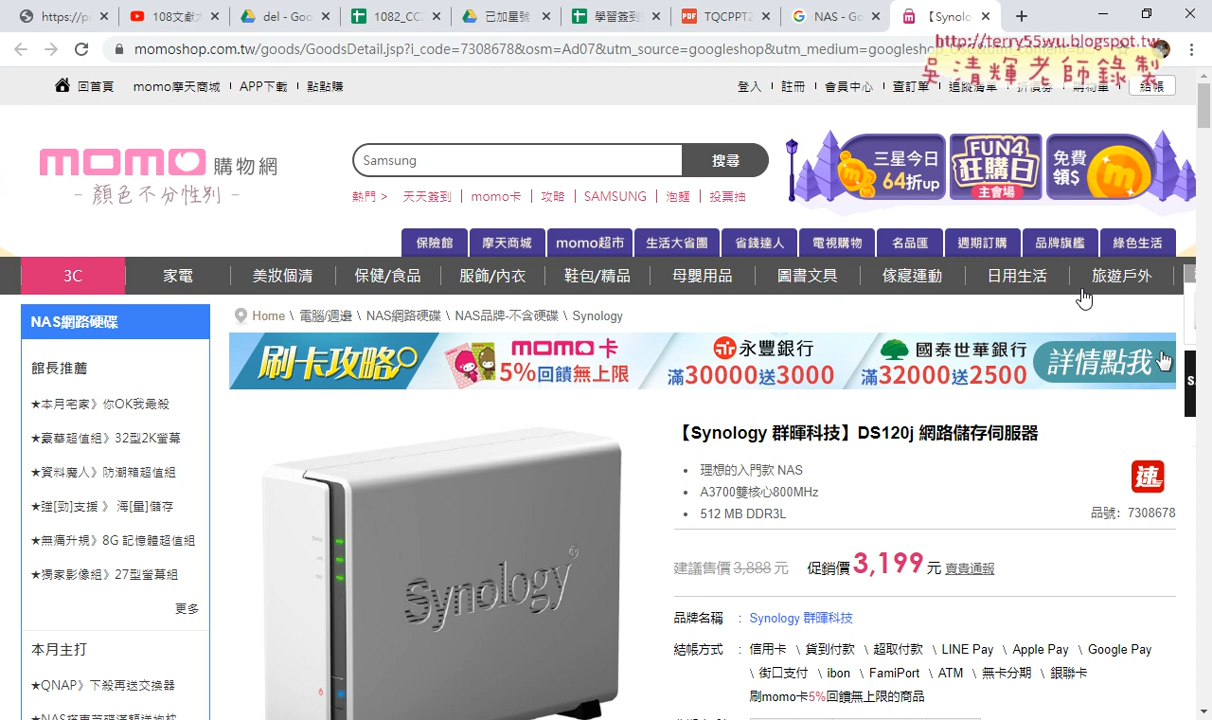 https://p
108文獻
del - Goo
1082_CC
已加星號
學習簽到
TQCPPT2
NAS - Go
【Synolo
momoshop.com.tw/goods/GoodsDetail.jsp?i_code=7308678&osm=Ad07&utm_source=googleshop&utm_medium=googlesh
http://terry55wu.blogspot.tw
吳清輝老師錄製
回首頁 momo摩天商城 APP下載 點點賺
登入 註冊 會員中心 查訂單 追蹤清單 折價券 購物車 結帳
momo購物網
- 顏色不分性別 -
Samsung 搜尋
熱門 > 天天簽到 momo卡 攻略 SAMSUNG 泡麵 投票抽
三星今日
64折up
FUN4
狂購日
主會場
免費
領$
保險館 摩天商城 momo超市 生活大省團 省錢達人 電視購物 名品匯 週期訂購 品牌旗艦 綠色生活
3C 家電 美妝個清 保健/食品 服飾/內衣 鞋包/精品 母嬰用品 圖書文具 傢寢運動 日用生活 旅遊戶外
NAS網路硬碟
館長推薦
★本月宅家》你OK我最殺
★豪華超值組》32型2K螢幕
★資料魔人》防潮箱超值組
★強[勁]支援 》 海[量]儲存
★無痛升規》8G 記憶體超值組
★獨家影像組》27型螢幕組
更多
本月主打
★QNAP》下殺再送交換器
Home \ 電腦/週邊 \ NAS網路硬碟 \ NAS品牌-不含硬碟 \ Synology
刷卡攻略
momo卡
5%回饋無上限
永豐銀行
滿30000送3000
國泰世華銀行
滿32000送2500
詳情點我
Synology
【Synology 群暉科技】DS120j 網路儲存伺服器
理想的入門款 NAS
A3700雙核心800MHz
512 MB DDR3L
速
品號：7308678
建議售價 3,888 元 促銷價 3,199 元 賣貴通報
品牌名稱 : Synology 群暉科技
結帳方式 : 信用卡 \ 貨到付款 \ 超取付款 \ LINE Pay \ Apple Pay \ Google Pay
\ 街口支付 \ ibon \ FamiPort \ ATM \ 無卡分期 \ 銀聯卡
刷momo卡5%回饋無上限的商品